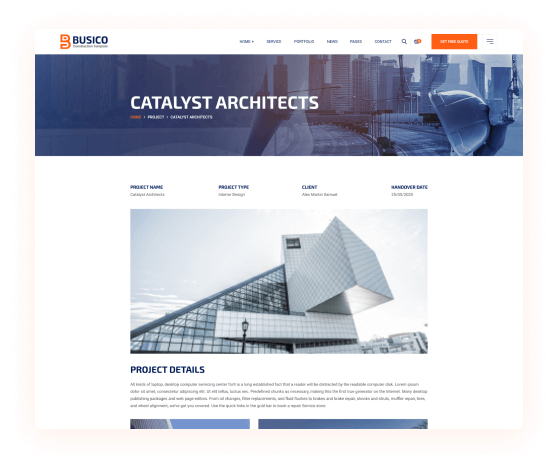 BUSICO
Construction Template
HOME + SERVICE PORTFOLIO NEWS PAGES CONTACT GET FREE QUOTE
CATALYST ARCHITECTS
HOME › PROJECT › CATALYST ARCHITECTS
PROJECT NAME PROJECT TYPE CLIENT HANDOVER DATE
Catalyst Architects Interior Design Alex Martin Samuel 25/05/2025
PROJECT DETAILS
All kinds of laptop, desktop computer servicing center forIt is a long established fact that a reader will be distracted by the readable computer disk. Lorem ipsum
dolor sit amet, consectetur adipiscing elit. Ut elit tellus, luctus nec. Predefined chunks as necessary, making this the first true generator on the Internet. Many desktop
publishing packages and web page editors. From oil changes, filter replacements, and fluid flushes to brakes and brake repair, shocks and struts, muffler repair, tires,
and wheel alignment, we've got you covered. Use the quick links in the gold bar to book a repair Service done